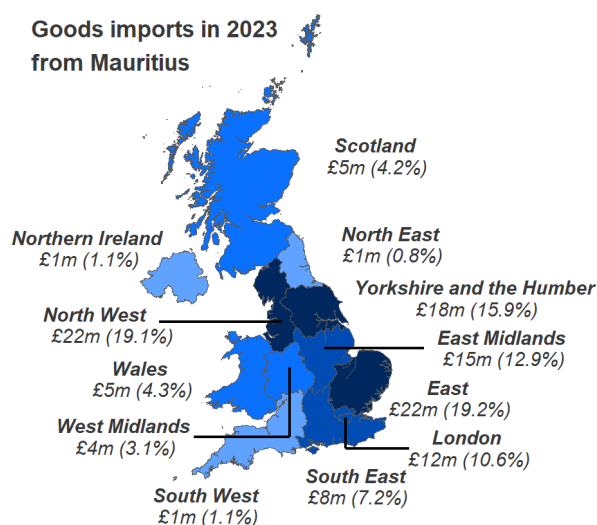 Goods imports in 2023
from Mauritius
Scotland
£5m (4.2%)
Northern Ireland
£1m (1.1%)
North East
£1m (0.8%)
Yorkshire and the Humber
£18m (15.9%)
North West
£22m (19.1%)
East Midlands
£15m (12.9%)
Wales
£5m (4.3%)
East
£22m (19.2%)
West Midlands
£4m (3.1%)
London
£12m (10.6%)
South East
£8m (7.2%)
South West
£1m (1.1%)